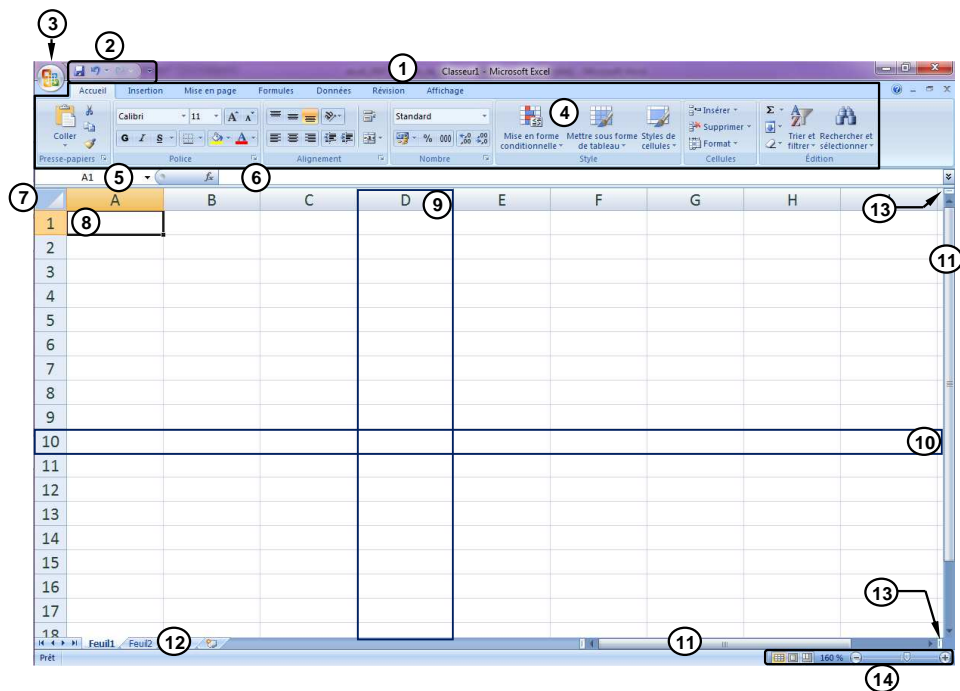 3
2
1
Classeur1 - Microsoft Excel
Accueil Insertion Mise en page Formules Données Révision Affichage
4
Coller
Calibri 11 A A
Standard
G I S A
% 000
Mise en forme conditionnelle
Mettre sous forme de tableau
Styles de cellules
Insérer
Supprimer
Format
Σ
Trier et filtrer
Rechercher et sélectionner
Presse-papiers Police Alignement Nombre Style Cellules Édition
A1 5 fx 6
7
A B C D 9 E F G H 13
1 8
2
11
3
4
5
6
7
8
9
10 10
11
12
13
14
15
16
13
17
18
Feuil1 Feuil2 12 11
Prêt 160 %
14